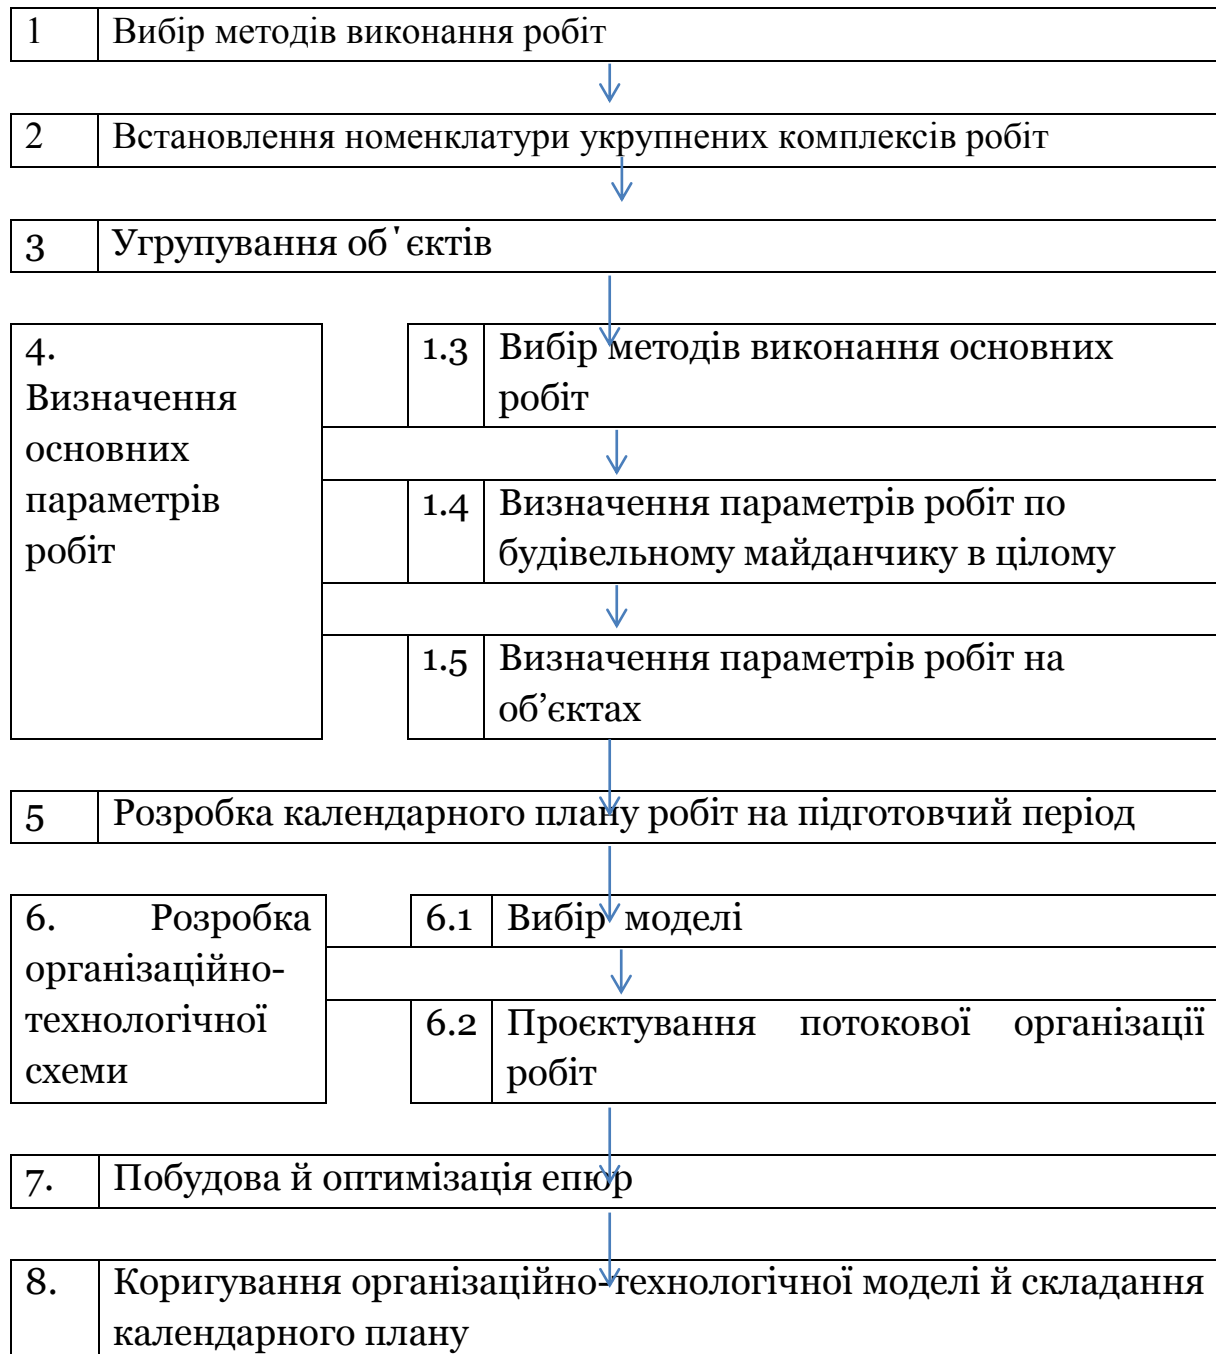 1 Вибір методів виконання робіт
2 Встановлення номенклатури укрупнених комплексів робіт
3 Угрупування об'єктів
4.
Визначення
основних
параметрів
робіт
1.3 Вибір методів виконання основних
робіт
1.4 Визначення параметрів робіт по
будівельному майданчику в цілому
1.5 Визначення параметрів робіт на
об’єктах
5 Розробка календарного плану робіт на підготовчий період
6. Розробка
організаційно-
технологічної
схеми
6.1 Вибір моделі
6.2 Проєктування потокової організації
робіт
7. Побудова й оптимізація епюр
8. Коригування організаційно-технологічної моделі й складання
календарного плану